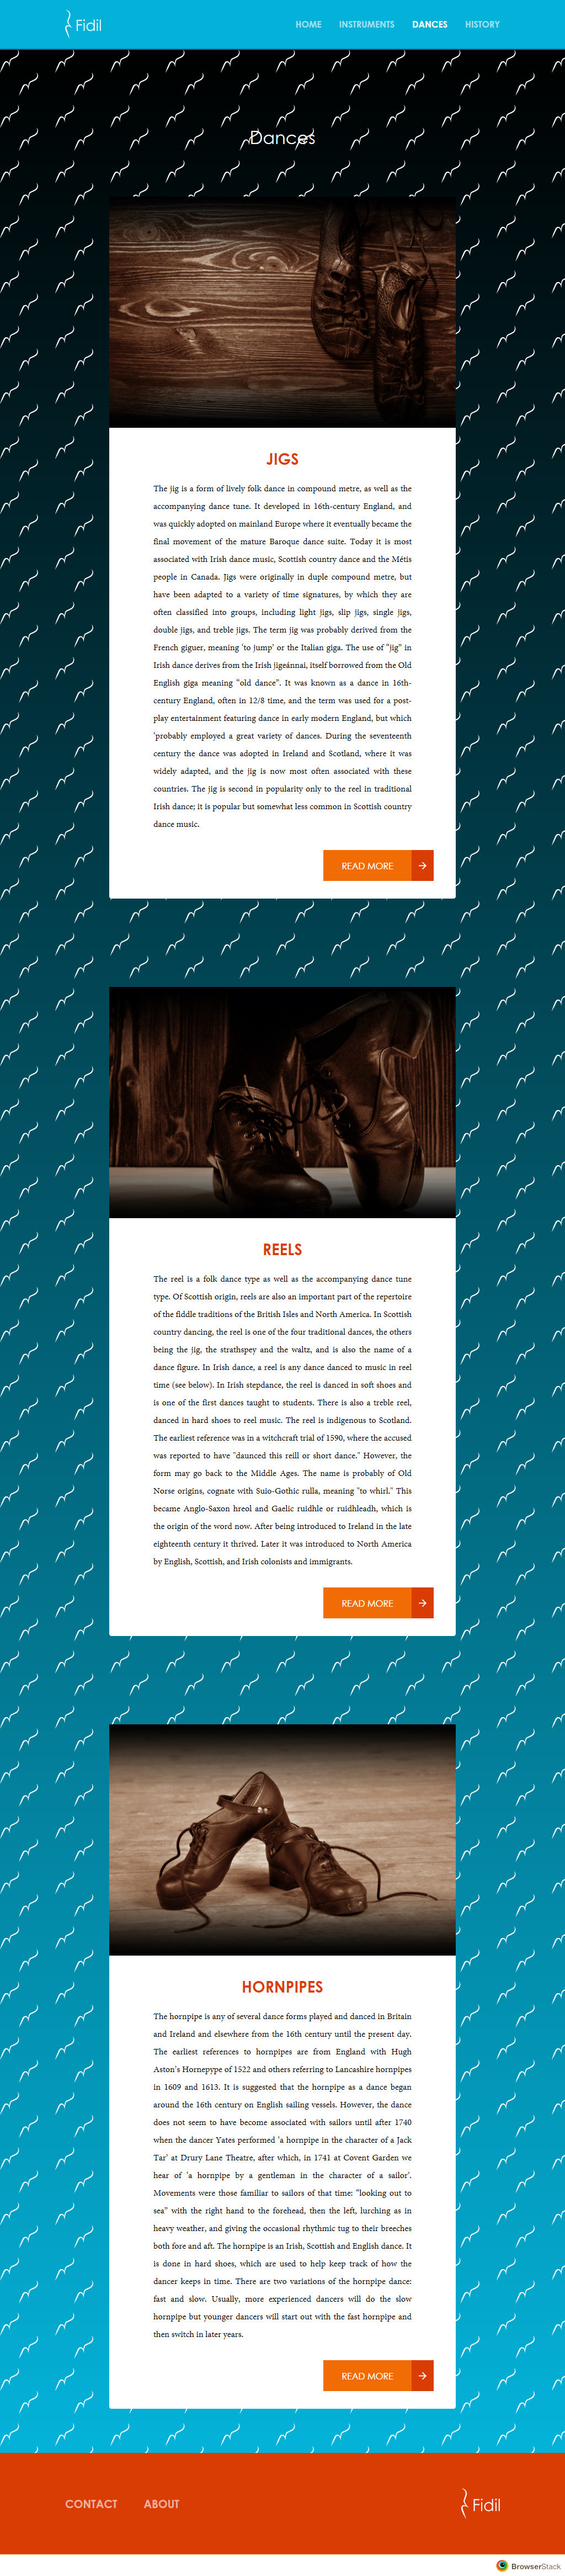 Fidil
HOME INSTRUMENTS DANCES HISTORY
Dances
JIGS
The jig is a form of lively folk dance in compound metre, as well as the
accompanying dance tune. It developed in 16th-century England, and
was quickly adopted on mainland Europe where it eventually became the
final movement of the mature Baroque dance suite. Today it is most
associated with Irish dance music, Scottish country dance and the Métis
people in Canada. Jigs were originally in duple compound metre, but
have been adapted to a variety of time signatures, by which they are
often classified into groups, including light jigs, slip jigs, single jigs,
double jigs, and treble jigs. The term jig was probably derived from the
French giguer, meaning 'to jump' or the Italian giga. The use of "jig" in
Irish dance derives from the Irish jigeánnai, itself borrowed from the Old
English giga meaning "old dance". It was known as a dance in 16th-
century England, often in 12/8 time, and the term was used for a post-
play entertainment featuring dance in early modern England, but which
'probably employed a great variety of dances. During the seventeenth
century the dance was adopted in Ireland and Scotland, where it was
widely adapted, and the jig is now most often associated with these
countries. The jig is second in popularity only to the reel in traditional
Irish dance; it is popular but somewhat less common in Scottish country
dance music.
READ MORE →
REELS
The reel is a folk dance type as well as the accompanying dance tune
type. Of Scottish origin, reels are also an important part of the repertoire
of the fiddle traditions of the British Isles and North America. In Scottish
country dancing, the reel is one of the four traditional dances, the others
being the jig, the strathspey and the waltz, and is also the name of a
dance figure. In Irish dance, a reel is any dance danced to music in reel
time (see below). In Irish stepdance, the reel is danced in soft shoes and
is one of the first dances taught to students. There is also a treble reel,
danced in hard shoes to reel music. The reel is indigenous to Scotland.
The earliest reference was in a witchcraft trial of 1590, where the accused
was reported to have "daunced this reill or short dance." However, the
form may go back to the Middle Ages. The name is probably of Old
Norse origins, cognate with Suio-Gothic rulla, meaning "to whirl." This
became Anglo-Saxon hreol and Gaelic ruidhle or ruidhleadh, which is
the origin of the word now. After being introduced to Ireland in the late
eighteenth century it thrived. Later it was introduced to North America
by English, Scottish, and Irish colonists and immigrants.
READ MORE →
HORNPIPES
The hornpipe is any of several dance forms played and danced in Britain
and Ireland and elsewhere from the 16th century until the present day.
The earliest references to hornpipes are from England with Hugh
Aston's Hornepype of 1522 and others referring to Lancashire hornpipes
in 1609 and 1613. It is suggested that the hornpipe as a dance began
around the 16th century on English sailing vessels. However, the dance
does not seem to have become associated with sailors until after 1740
when the dancer Yates performed 'a hornpipe in the character of a Jack
Tar' at Drury Lane Theatre, after which, in 1741 at Covent Garden we
hear of 'a hornpipe by a gentleman in the character of a sailor'.
Movements were those familiar to sailors of that time: "looking out to
sea" with the right hand to the forehead, then the left, lurching as in
heavy weather, and giving the occasional rhythmic tug to their breeches
both fore and aft. The hornpipe is an Irish, Scottish and English dance. It
is done in hard shoes, which are used to help keep track of how the
dancer keeps in time. There are two variations of the hornpipe dance:
fast and slow. Usually, more experienced dancers will do the slow
hornpipe but younger dancers will start out with the fast hornpipe and
then switch in later years.
READ MORE →
CONTACT ABOUT
Fidil
BrowserStack